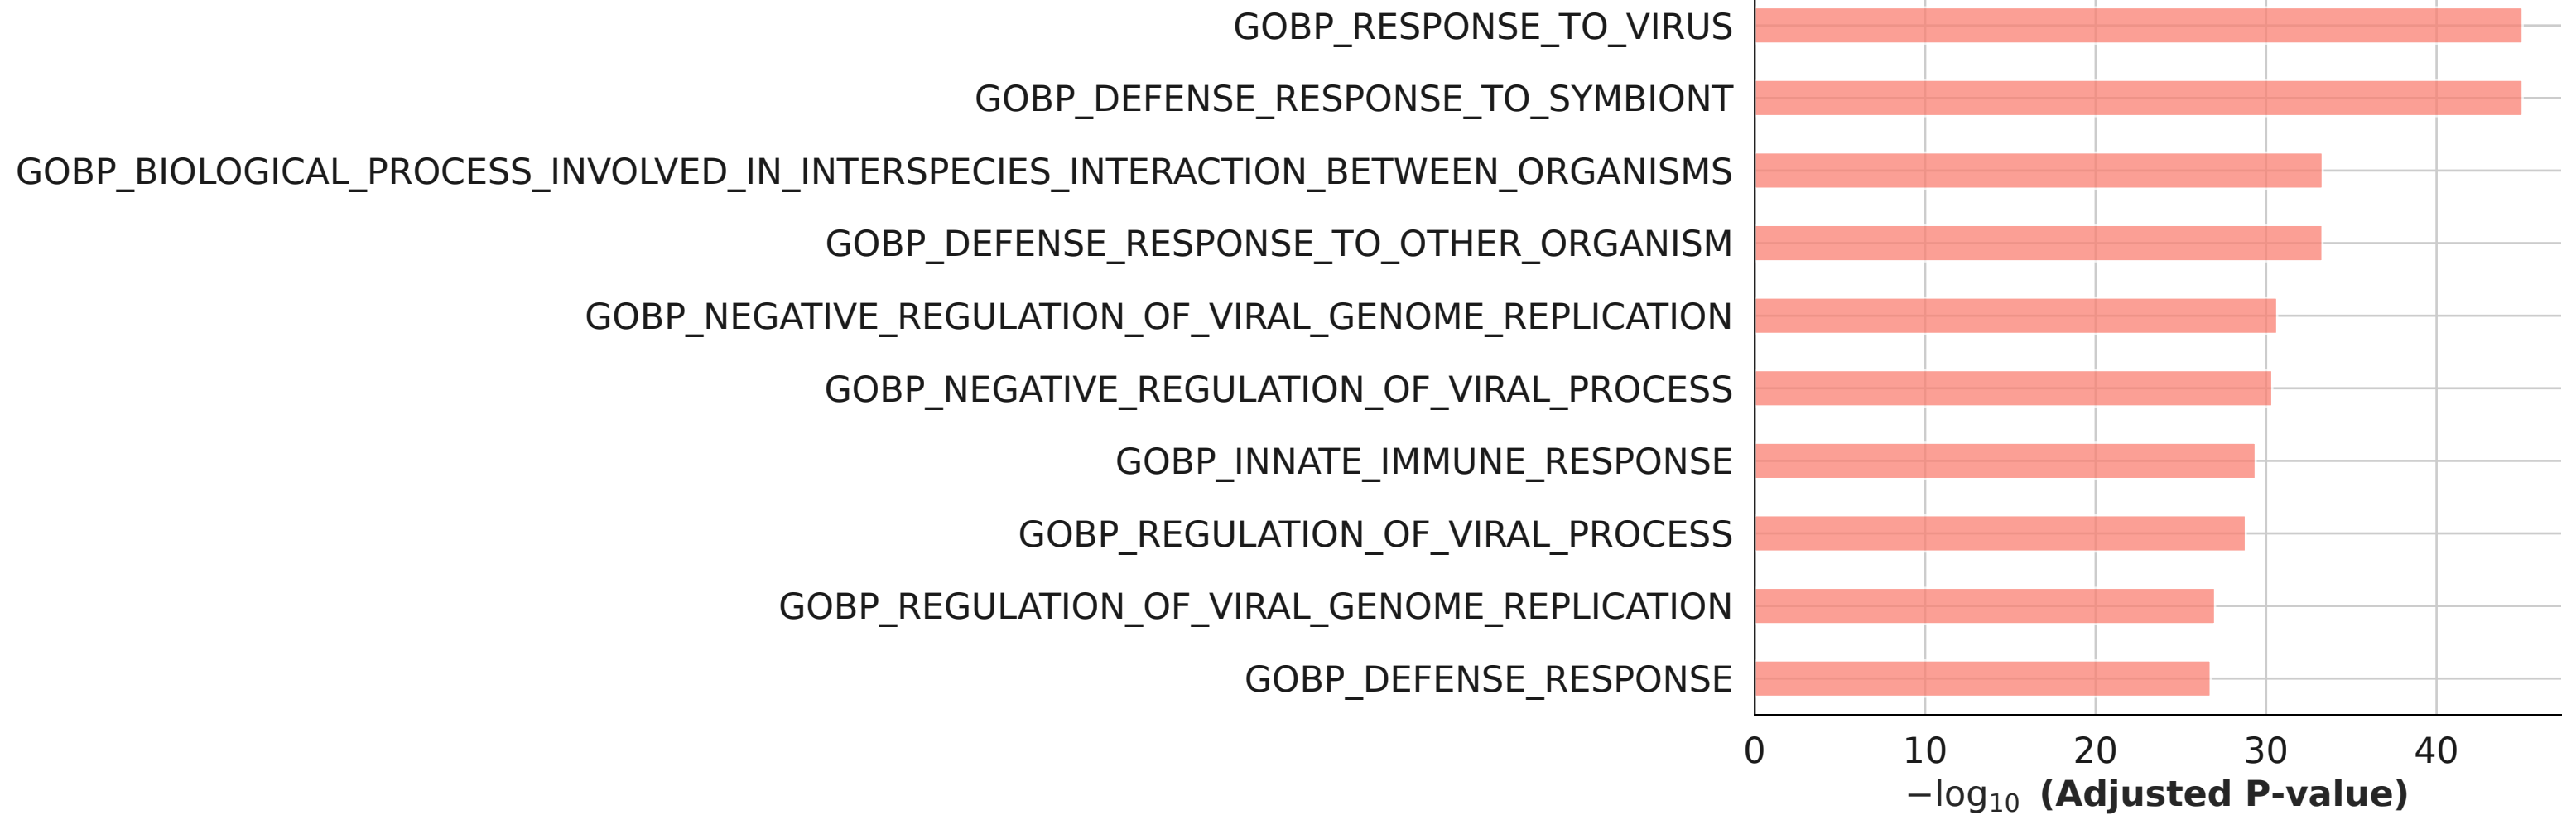 GOBP_RESPONSE_TO_VIRUS
GOBP_DEFENSE_RESPONSE_TO_SYMBIONT
GOBP_BIOLOGICAL_PROCESS_INVOLVED_IN_INTERSPECIES_INTERACTION_BETWEEN_ORGANISMS
GOBP_DEFENSE_RESPONSE_TO_OTHER_ORGANISM
GOBP_NEGATIVE_REGULATION_OF_VIRAL_GENOME_REPLICATION
GOBP_NEGATIVE_REGULATION_OF_VIRAL_PROCESS
GOBP_INNATE_IMMUNE_RESPONSE
GOBP_REGULATION_OF_VIRAL_PROCESS
GOBP_REGULATION_OF_VIRAL_GENOME_REPLICATION
GOBP_DEFENSE_RESPONSE
0 10 20 30 40
−log₁₀ (Adjusted P-value)